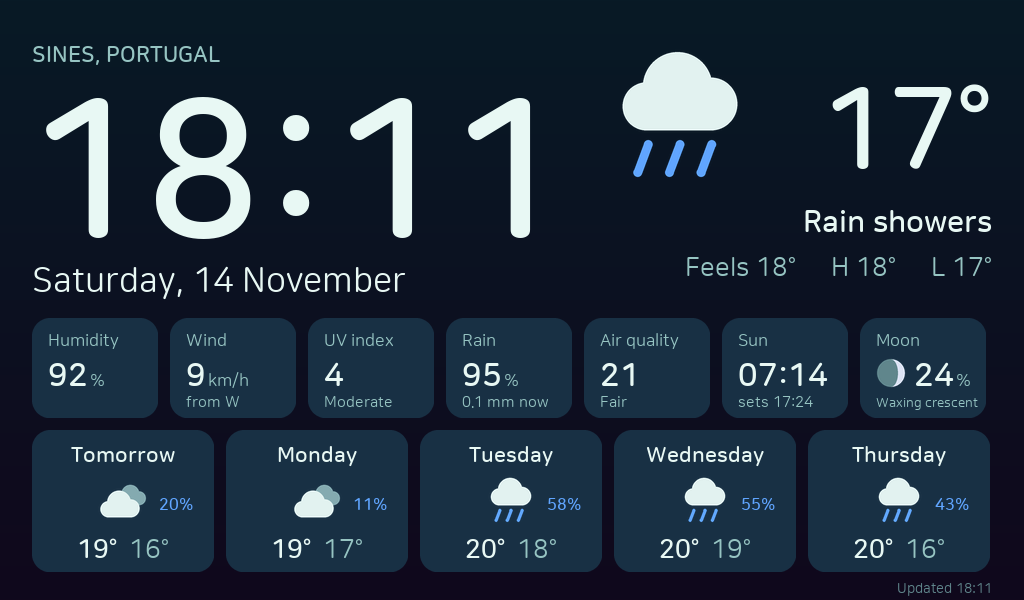 SINES, PORTUGAL
18:11
Saturday, 14 November
17°
Rain showers
Feels 18° H 18° L 17°
Humidity
92%
Wind
9 km/h
from W
UV index
4
Moderate
Rain
95%
0,1 mm now
Air quality
21
Fair
Sun
07:14
sets 17:24
Moon
24%
Waxing crescent
Tomorrow
20%
19° 16°
Monday
11%
19° 17°
Tuesday
58%
20° 18°
Wednesday
55%
20° 19°
Thursday
43%
20° 16°
Updated 18:11